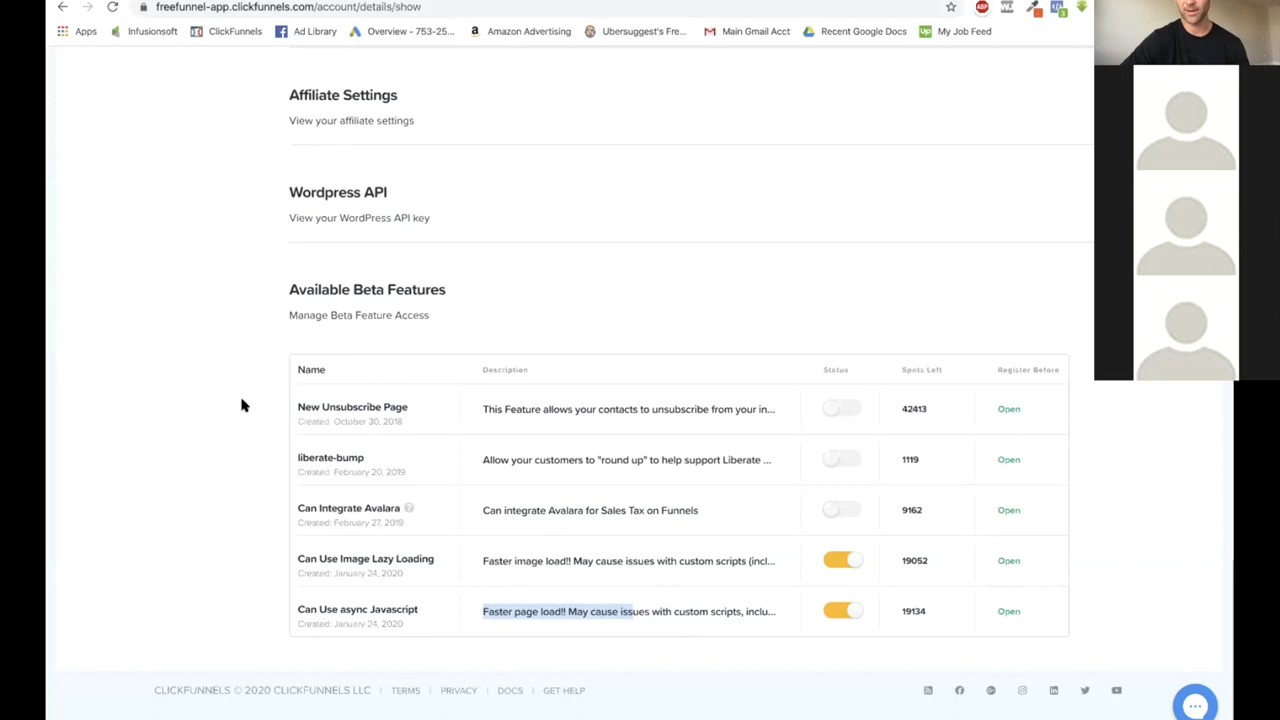 freefunnel-app.clickfunnels.com/account/details/show
ABP
Apps Infusionsoft ClickFunnels Ad Library Overview - 753-25... Amazon Advertising Ubersuggest's Fre... Main Gmail Acct Recent Google Docs Up My Job Feed
Affiliate Settings
View your affiliate settings
Wordpress API
View your WordPress API key
Available Beta Features
Manage Beta Feature Access
Name Description Status Spots Left Register Before
New Unsubscribe Page This Feature allows your contacts to unsubscribe from your in... 42413 Open
Created: October 30, 2018
liberate-bump Allow your customers to "round up" to help support Liberate ... 1119 Open
Created: February 20, 2019
Can Integrate Avalara ? Can integrate Avalara for Sales Tax on Funnels 9162 Open
Created: February 27, 2019
Can Use Image Lazy Loading Faster image load!! May cause issues with custom scripts (incl... 19052 Open
Created: January 24, 2020
Can Use async Javascript Faster page load!! May cause issues with custom scripts, inclu... 19134 Open
Created: January 24, 2020
CLICKFUNNELS © 2020 CLICKFUNNELS LLC | TERMS | PRIVACY | DOCS | GET HELP